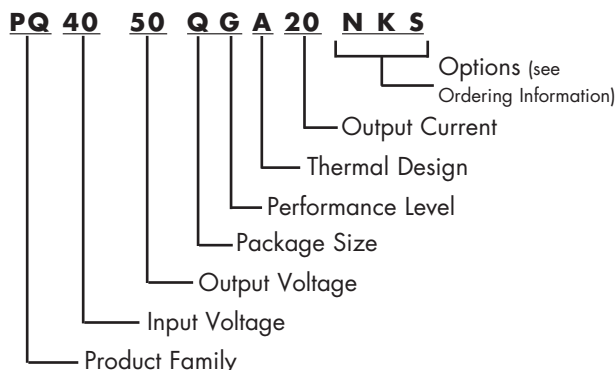 PQ 40 50 Q G A 20 N K S
Options (see
Ordering Information)
Output Current
Thermal Design
Performance Level
Package Size
Output Voltage
Input Voltage
Product Family